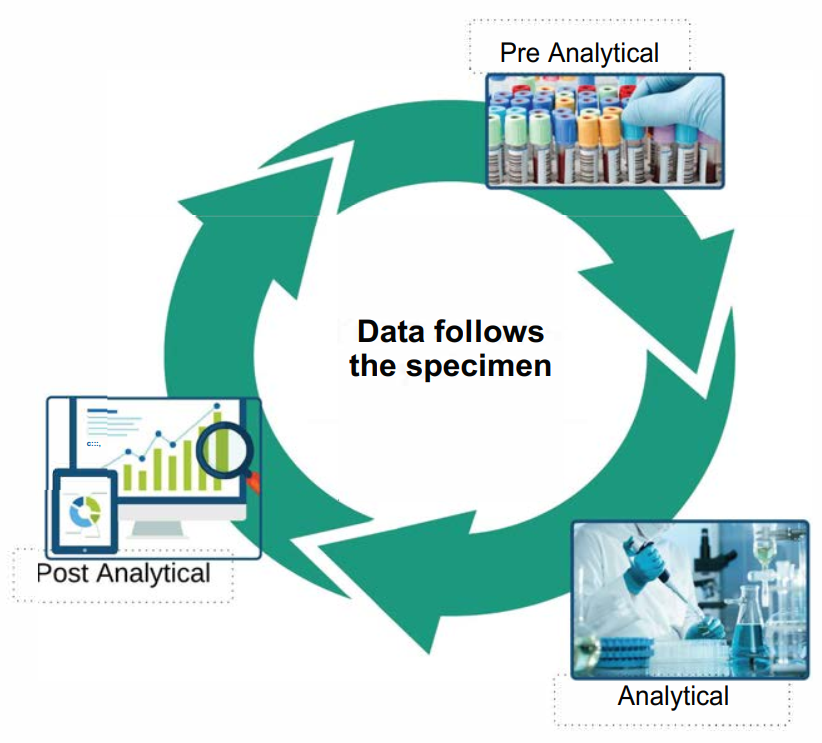 Pre Analytical
Data follows
the specimen
Post Analytical
Analytical